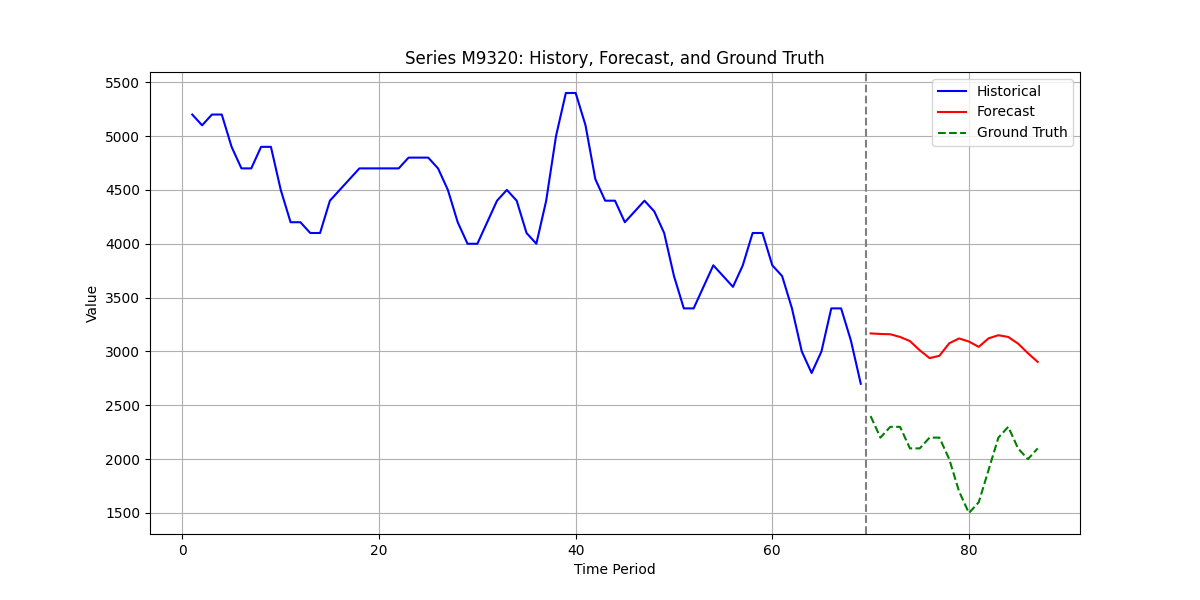 Series M9320: History, Forecast, and Ground Truth
Historical
Forecast
Ground Truth
Value
5500
5000
4500
4000
3500
3000
2500
2000
1500
0 20 40 60 80
Time Period